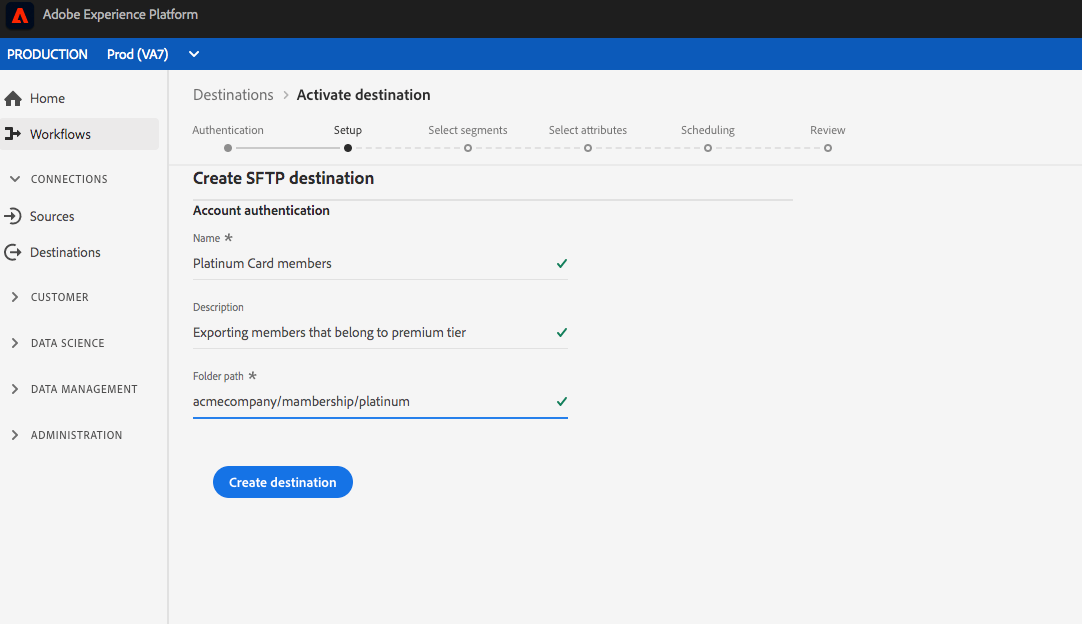 Adobe Experience Platform
PRODUCTION Prod (VA7)
Home
Workflows
CONNECTIONS
Sources
Destinations
CUSTOMER
DATA SCIENCE
DATA MANAGEMENT
ADMINISTRATION
Destinations > Activate destination
Authentication Setup Select segments Select attributes Scheduling Review
Create SFTP destination
Account authentication
Name *
Platinum Card members
Description
Exporting members that belong to premium tier
Folder path *
acmecompany/mambership/platinum
Create destination